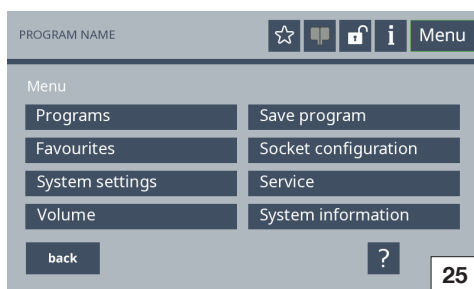 PROGRAM NAME i Menu
Menu
Programs Save program
Favourites Socket configuration
System settings Service
Volume System information
back ?
25